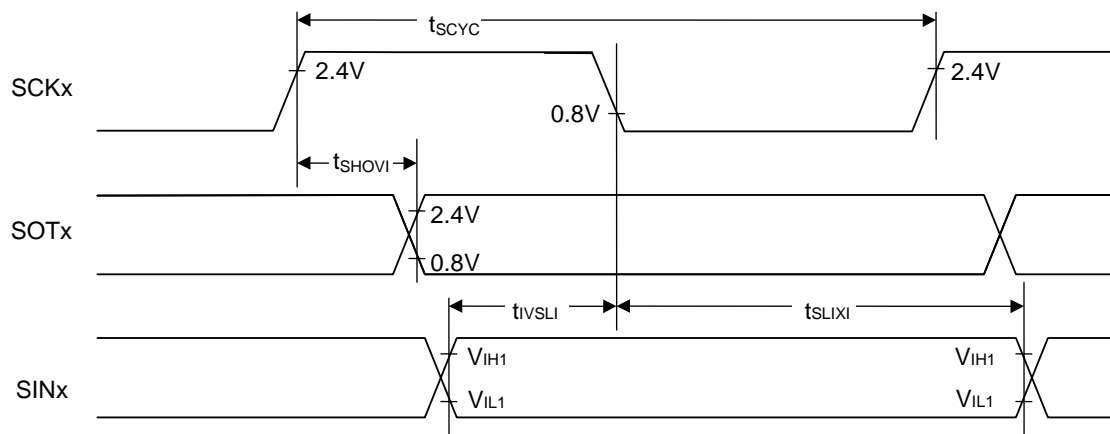 tSCYC
SCKx
2.4V
0.8V
2.4V
tSHOVI
SOTx
2.4V
0.8V
tIVSLI
tSLIXI
SINx
VIH1
VIH1
VIL1
VIL1